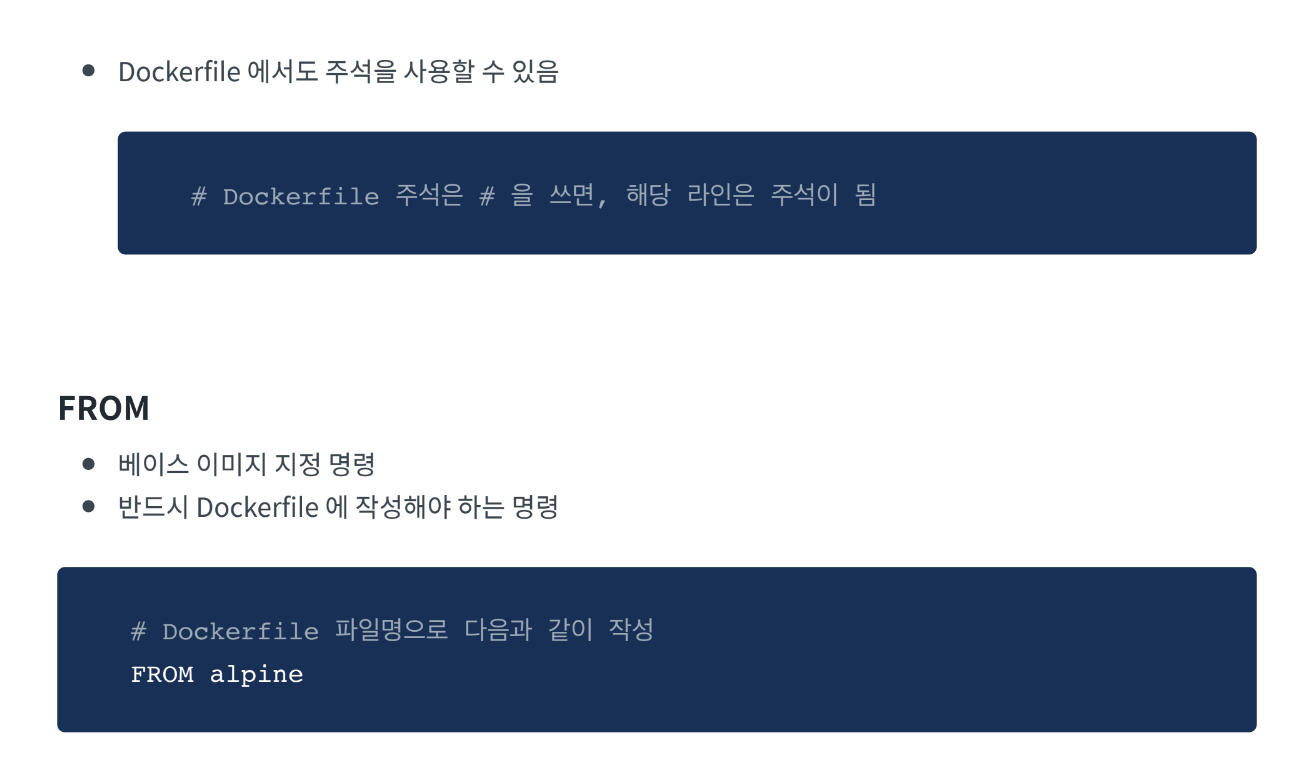 ● Dockerfile 에서도 주석을 사용할 수 있음
# Dockerfile 주석은 # 을 쓰면, 해당 라인은 주석이 됨
FROM
● 베이스 이미지 지정 명령
● 반드시 Dockerfile 에 작성해야 하는 명령
# Dockerfile 파일명으로 다음과 같이 작성
FROM alpine